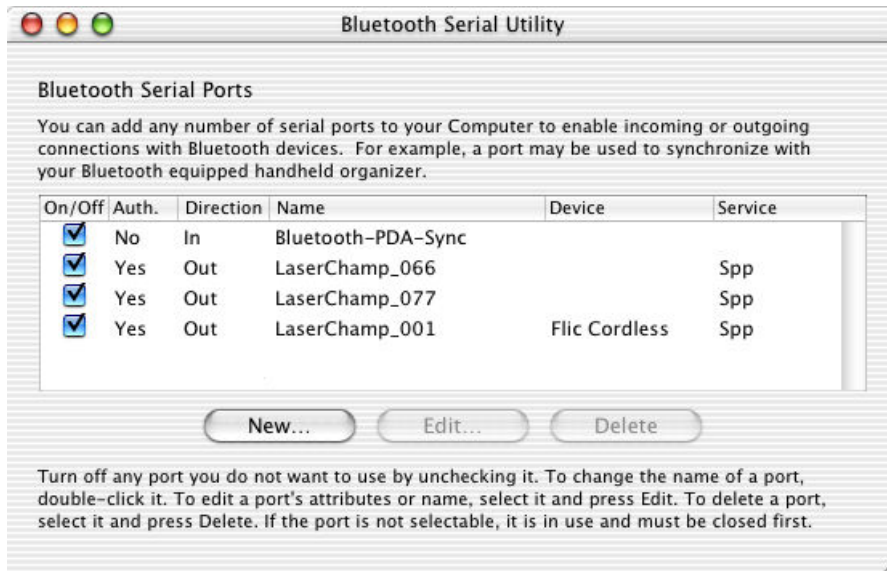 Bluetooth Serial Utility
Bluetooth Serial Ports
You can add any number of serial ports to your Computer to enable incoming or outgoing
connections with Bluetooth devices.  For example, a port may be used to synchronize with
your Bluetooth equipped handheld organizer.
On/Off Auth. Direction Name Device Service
No In Bluetooth-PDA-Sync
Yes Out LaserChamp_066 Spp
Yes Out LaserChamp_077 Spp
Yes Out LaserChamp_001 Flic Cordless Spp
New... Edit... Delete
Turn off any port you do not want to use by unchecking it. To change the name of a port,
double-click it. To edit a port's attributes or name, select it and press Edit. To delete a port,
select it and press Delete. If the port is not selectable, it is in use and must be closed first.